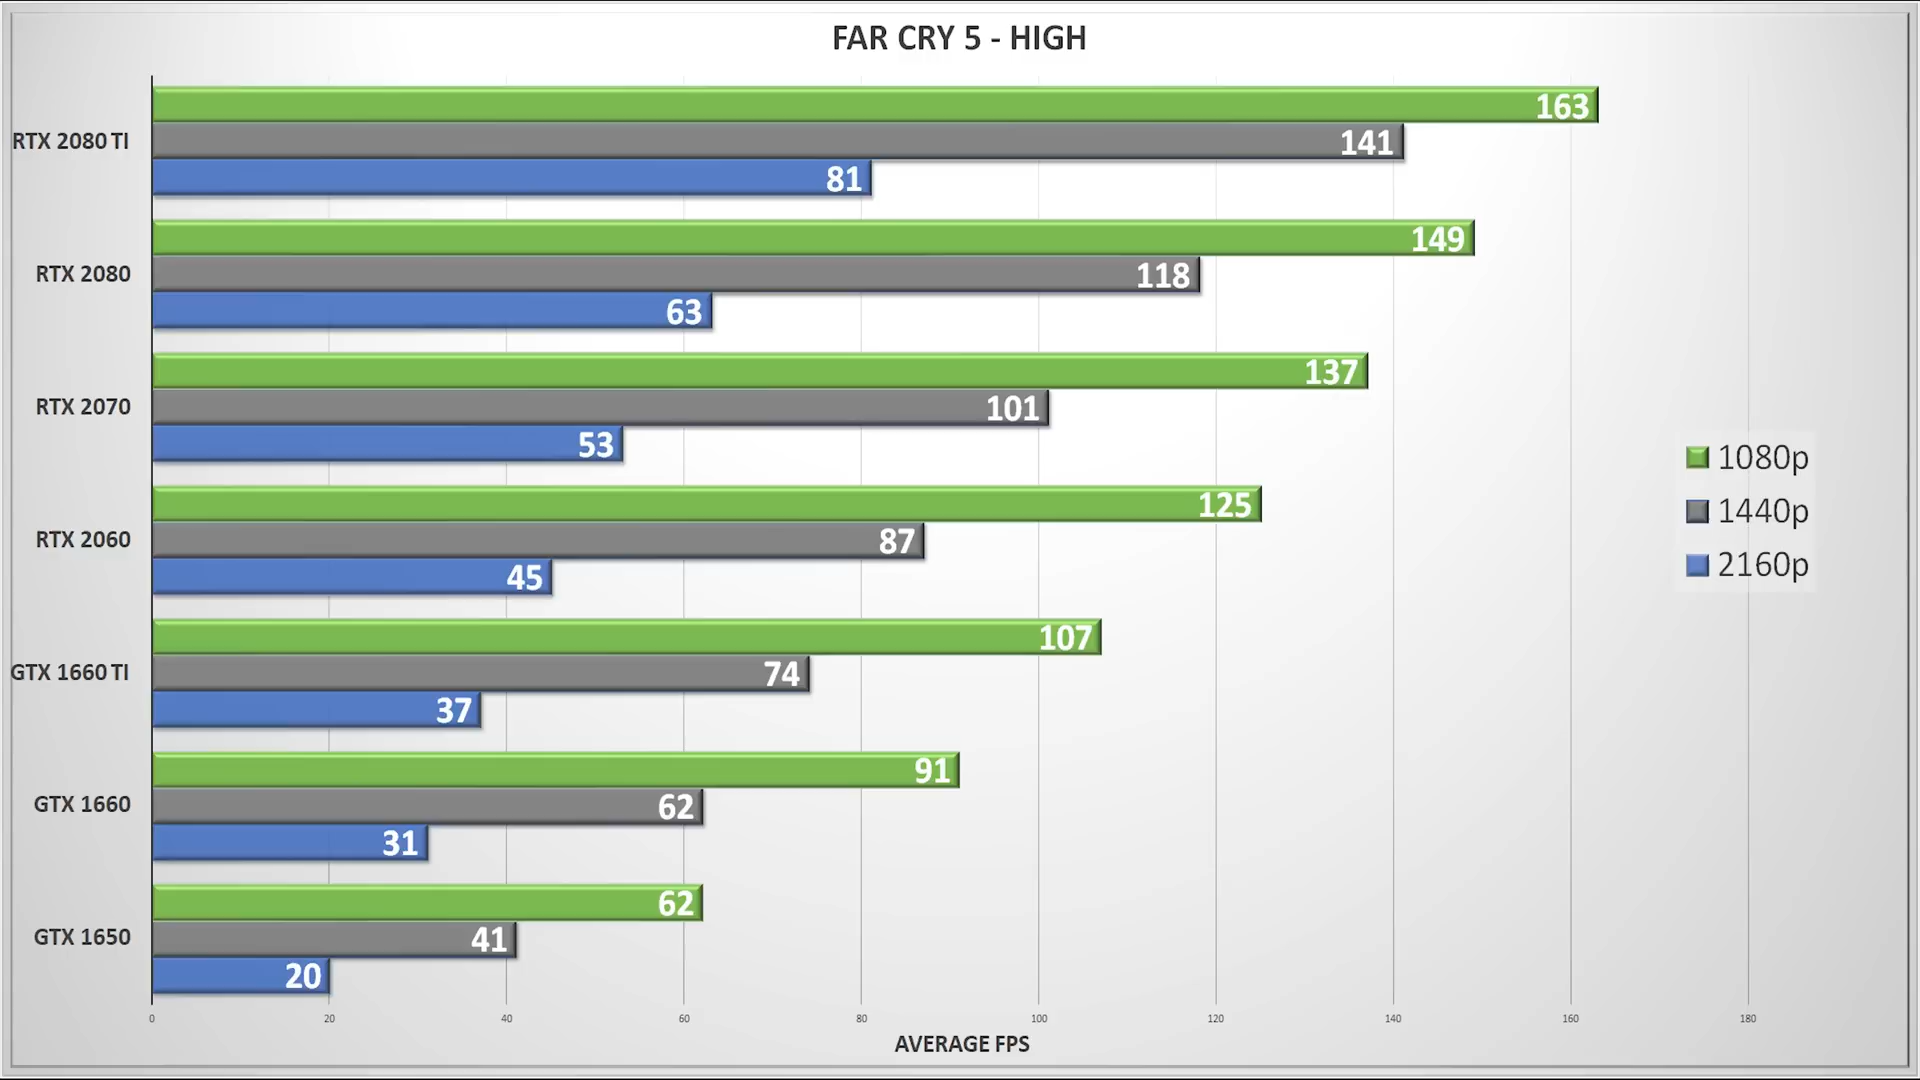 FAR CRY 5 - HIGH
RTX 2080 TI
163
141
81
RTX 2080
149
118
63
RTX 2070
137
101
53
RTX 2060
125
87
45
GTX 1660 TI
107
74
37
GTX 1660
91
62
31
GTX 1650
62
41
20
1080p
1440p
2160p
0 20 40 60 80 100 120 140 160 180
AVERAGE FPS